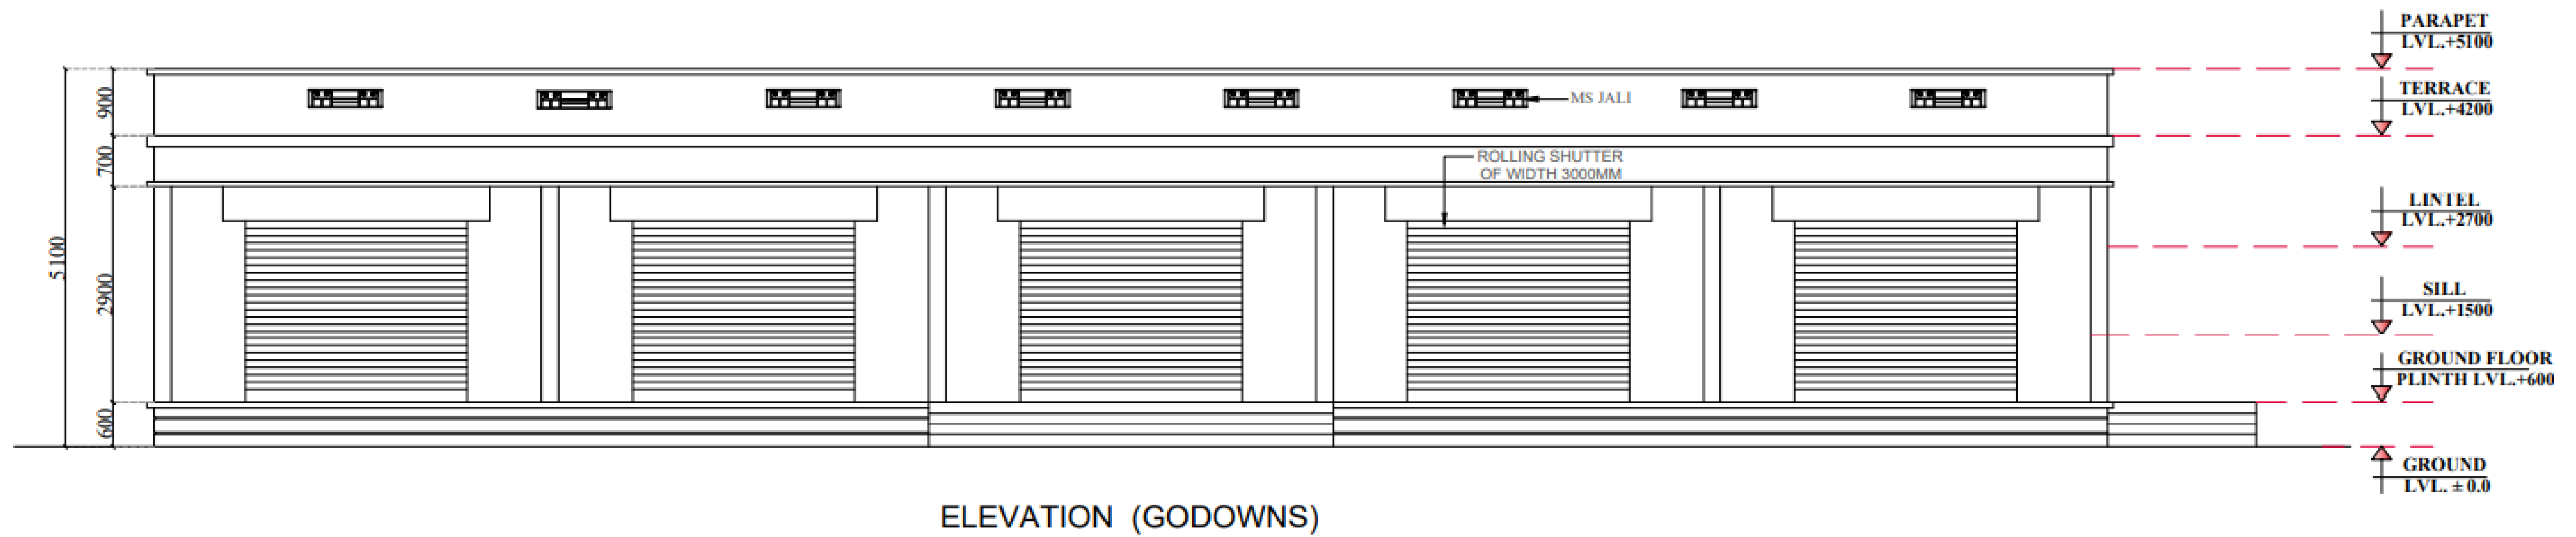 PARAPET
LVL.+5100
TERRACE
LVL.+4200
900
MS JALI
700
ROLLING SHUTTER
OF WIDTH 3000MM
LINTEL
LVL.+2700
5100
2900
SILL
LVL.+1500
GROUND FLOOR
PLINTH LVL.+600
600
GROUND
LVL. ± 0.0
ELEVATION (GODOWNS)